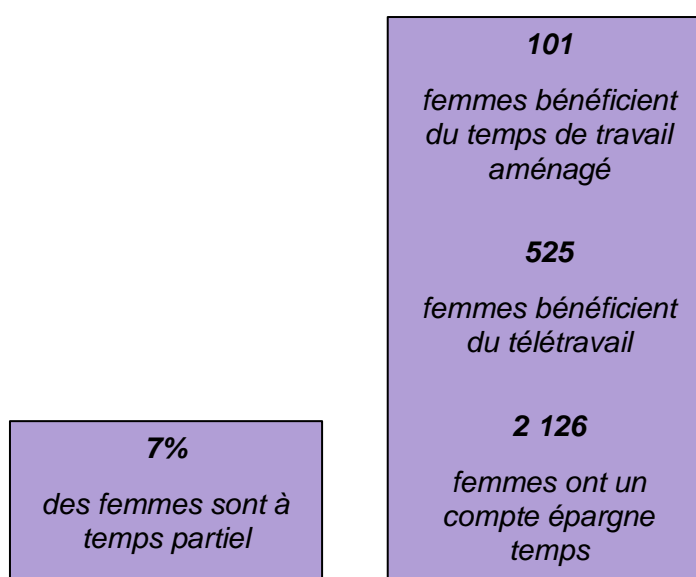 101
femmes bénéficient
du temps de travail
aménagé
525
femmes bénéficient
du télétravail
2 126
femmes ont un
compte épargne
temps
7%
des femmes sont à
temps partiel